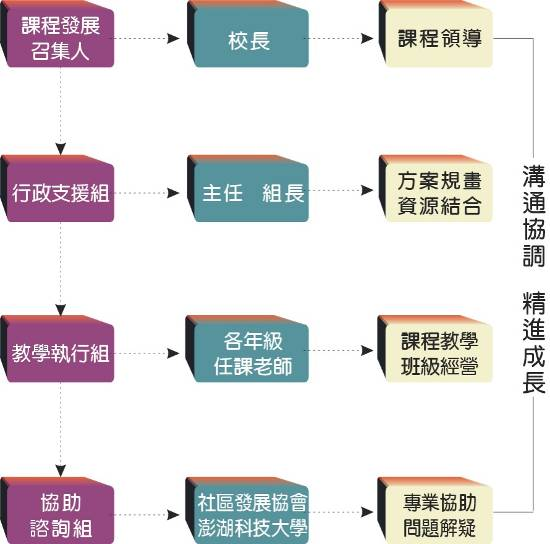 課程發展
召集人
校長
課程領導
行政支援組
主任　組長
方案規畫
資源結合
教學執行組
各年級
任課老師
課程教學
班級經營
協助
諮詢組
社區發展協會
澎湖科技大學
專業協助
問題解疑
溝通協調　精進成長